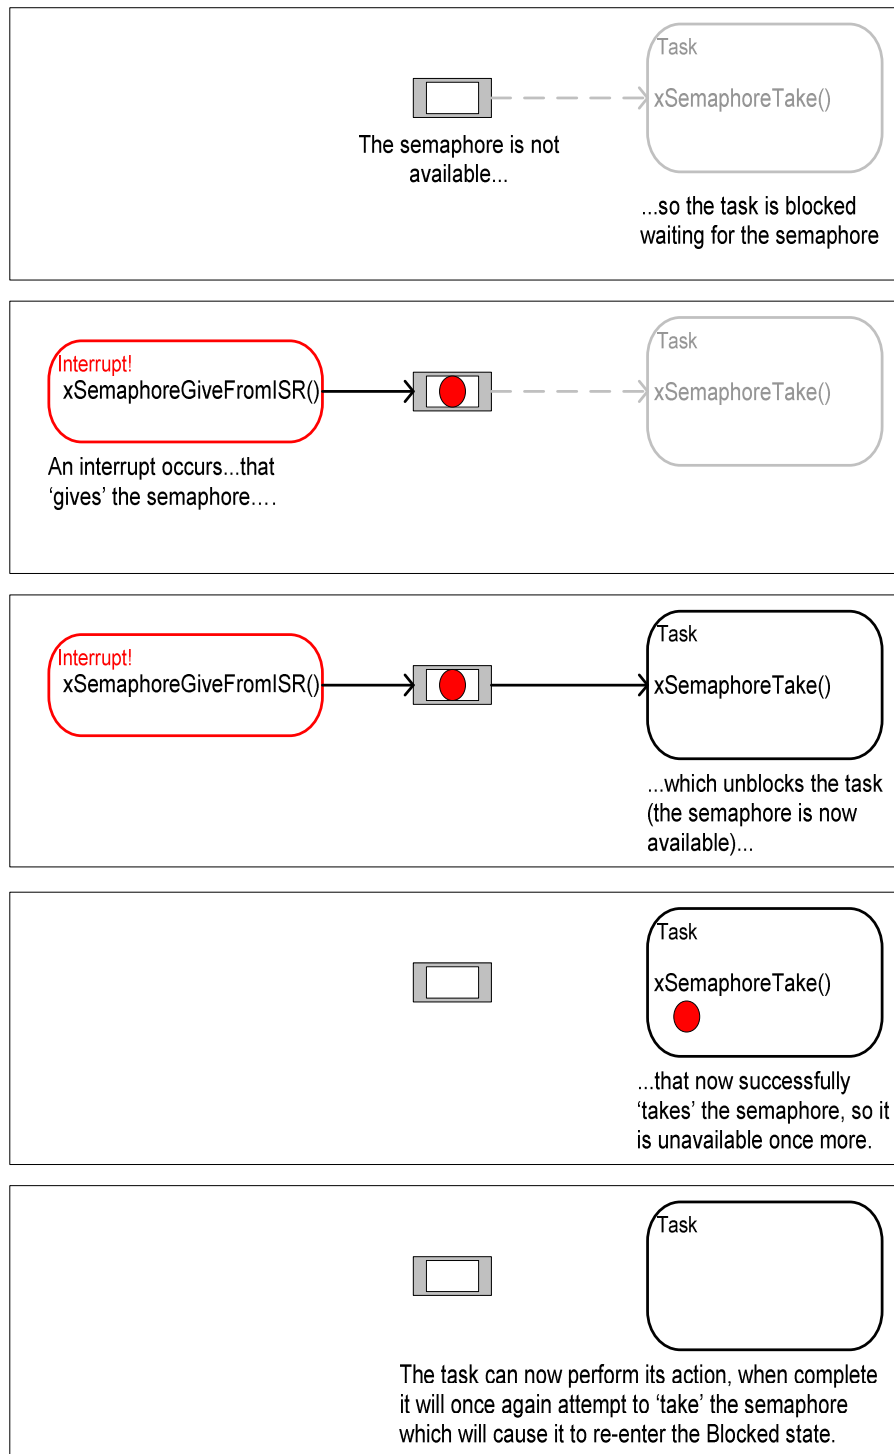 Task
xSemaphoreTake()
The semaphore is not
available...
...so the task is blocked
waiting for the semaphore
Task
Interrupt!
xSemaphoreGiveFromISR()
xSemaphoreTake()
An interrupt occurs...that
‘gives’ the semaphore….
Task
Interrupt!
xSemaphoreGiveFromISR()
xSemaphoreTake()
...which unblocks the task
(the semaphore is now
available)...
Task
xSemaphoreTake()
...that now successfully
‘takes’ the semaphore, so it
is unavailable once more.
Task
The task can now perform its action, when complete
it will once again attempt to ‘take’ the semaphore
which will cause it to re-enter the Blocked state.